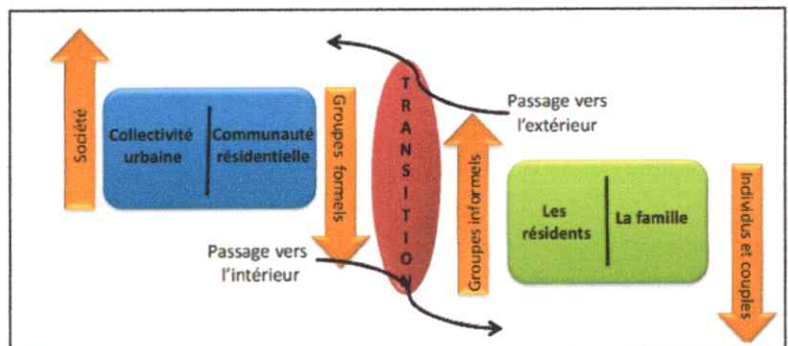 Société
Collectivité
urbaine
Communauté
résidentielle
Groupes formels
TRANSITION
Passage vers
l'extérieur
Passage vers
l'intérieur
Groupes informels
Les
résidents
La famille
Individus et couples